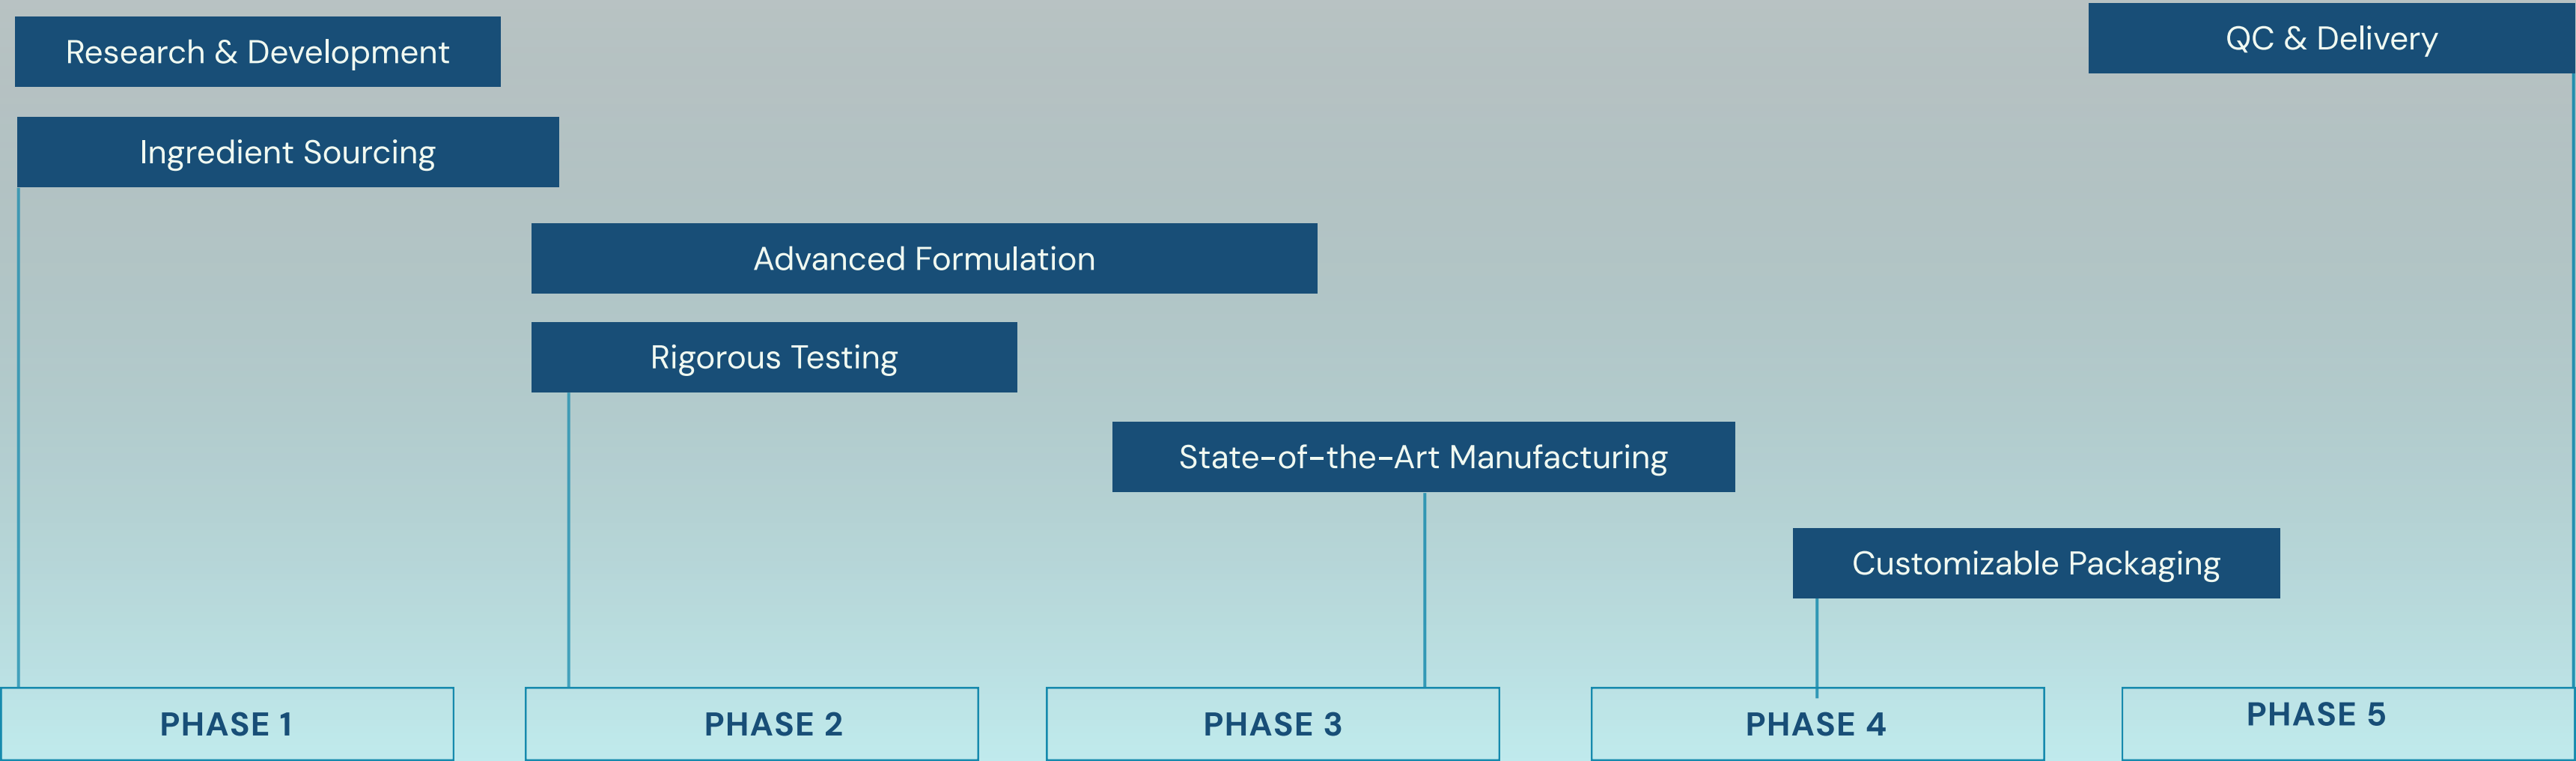 Research & Development
QC & Delivery
Ingredient Sourcing
Advanced Formulation
Rigorous Testing
State-of-the-Art Manufacturing
Customizable Packaging
PHASE 1
PHASE 2
PHASE 3
PHASE 4
PHASE 5